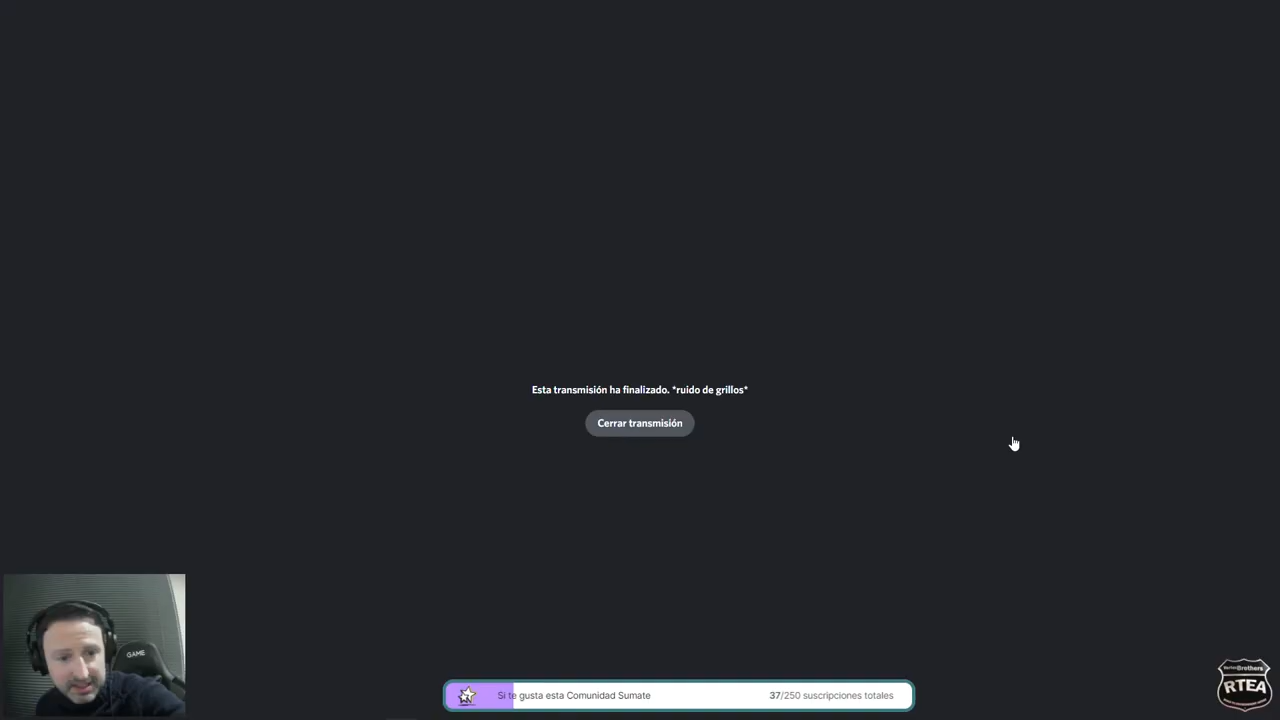 Esta transmisión ha finalizado. *ruido de grillos*
Cerrar transmisión
GAME
Si te gusta esta Comunidad Sumate
37/250 suscripciones totales
RTEA